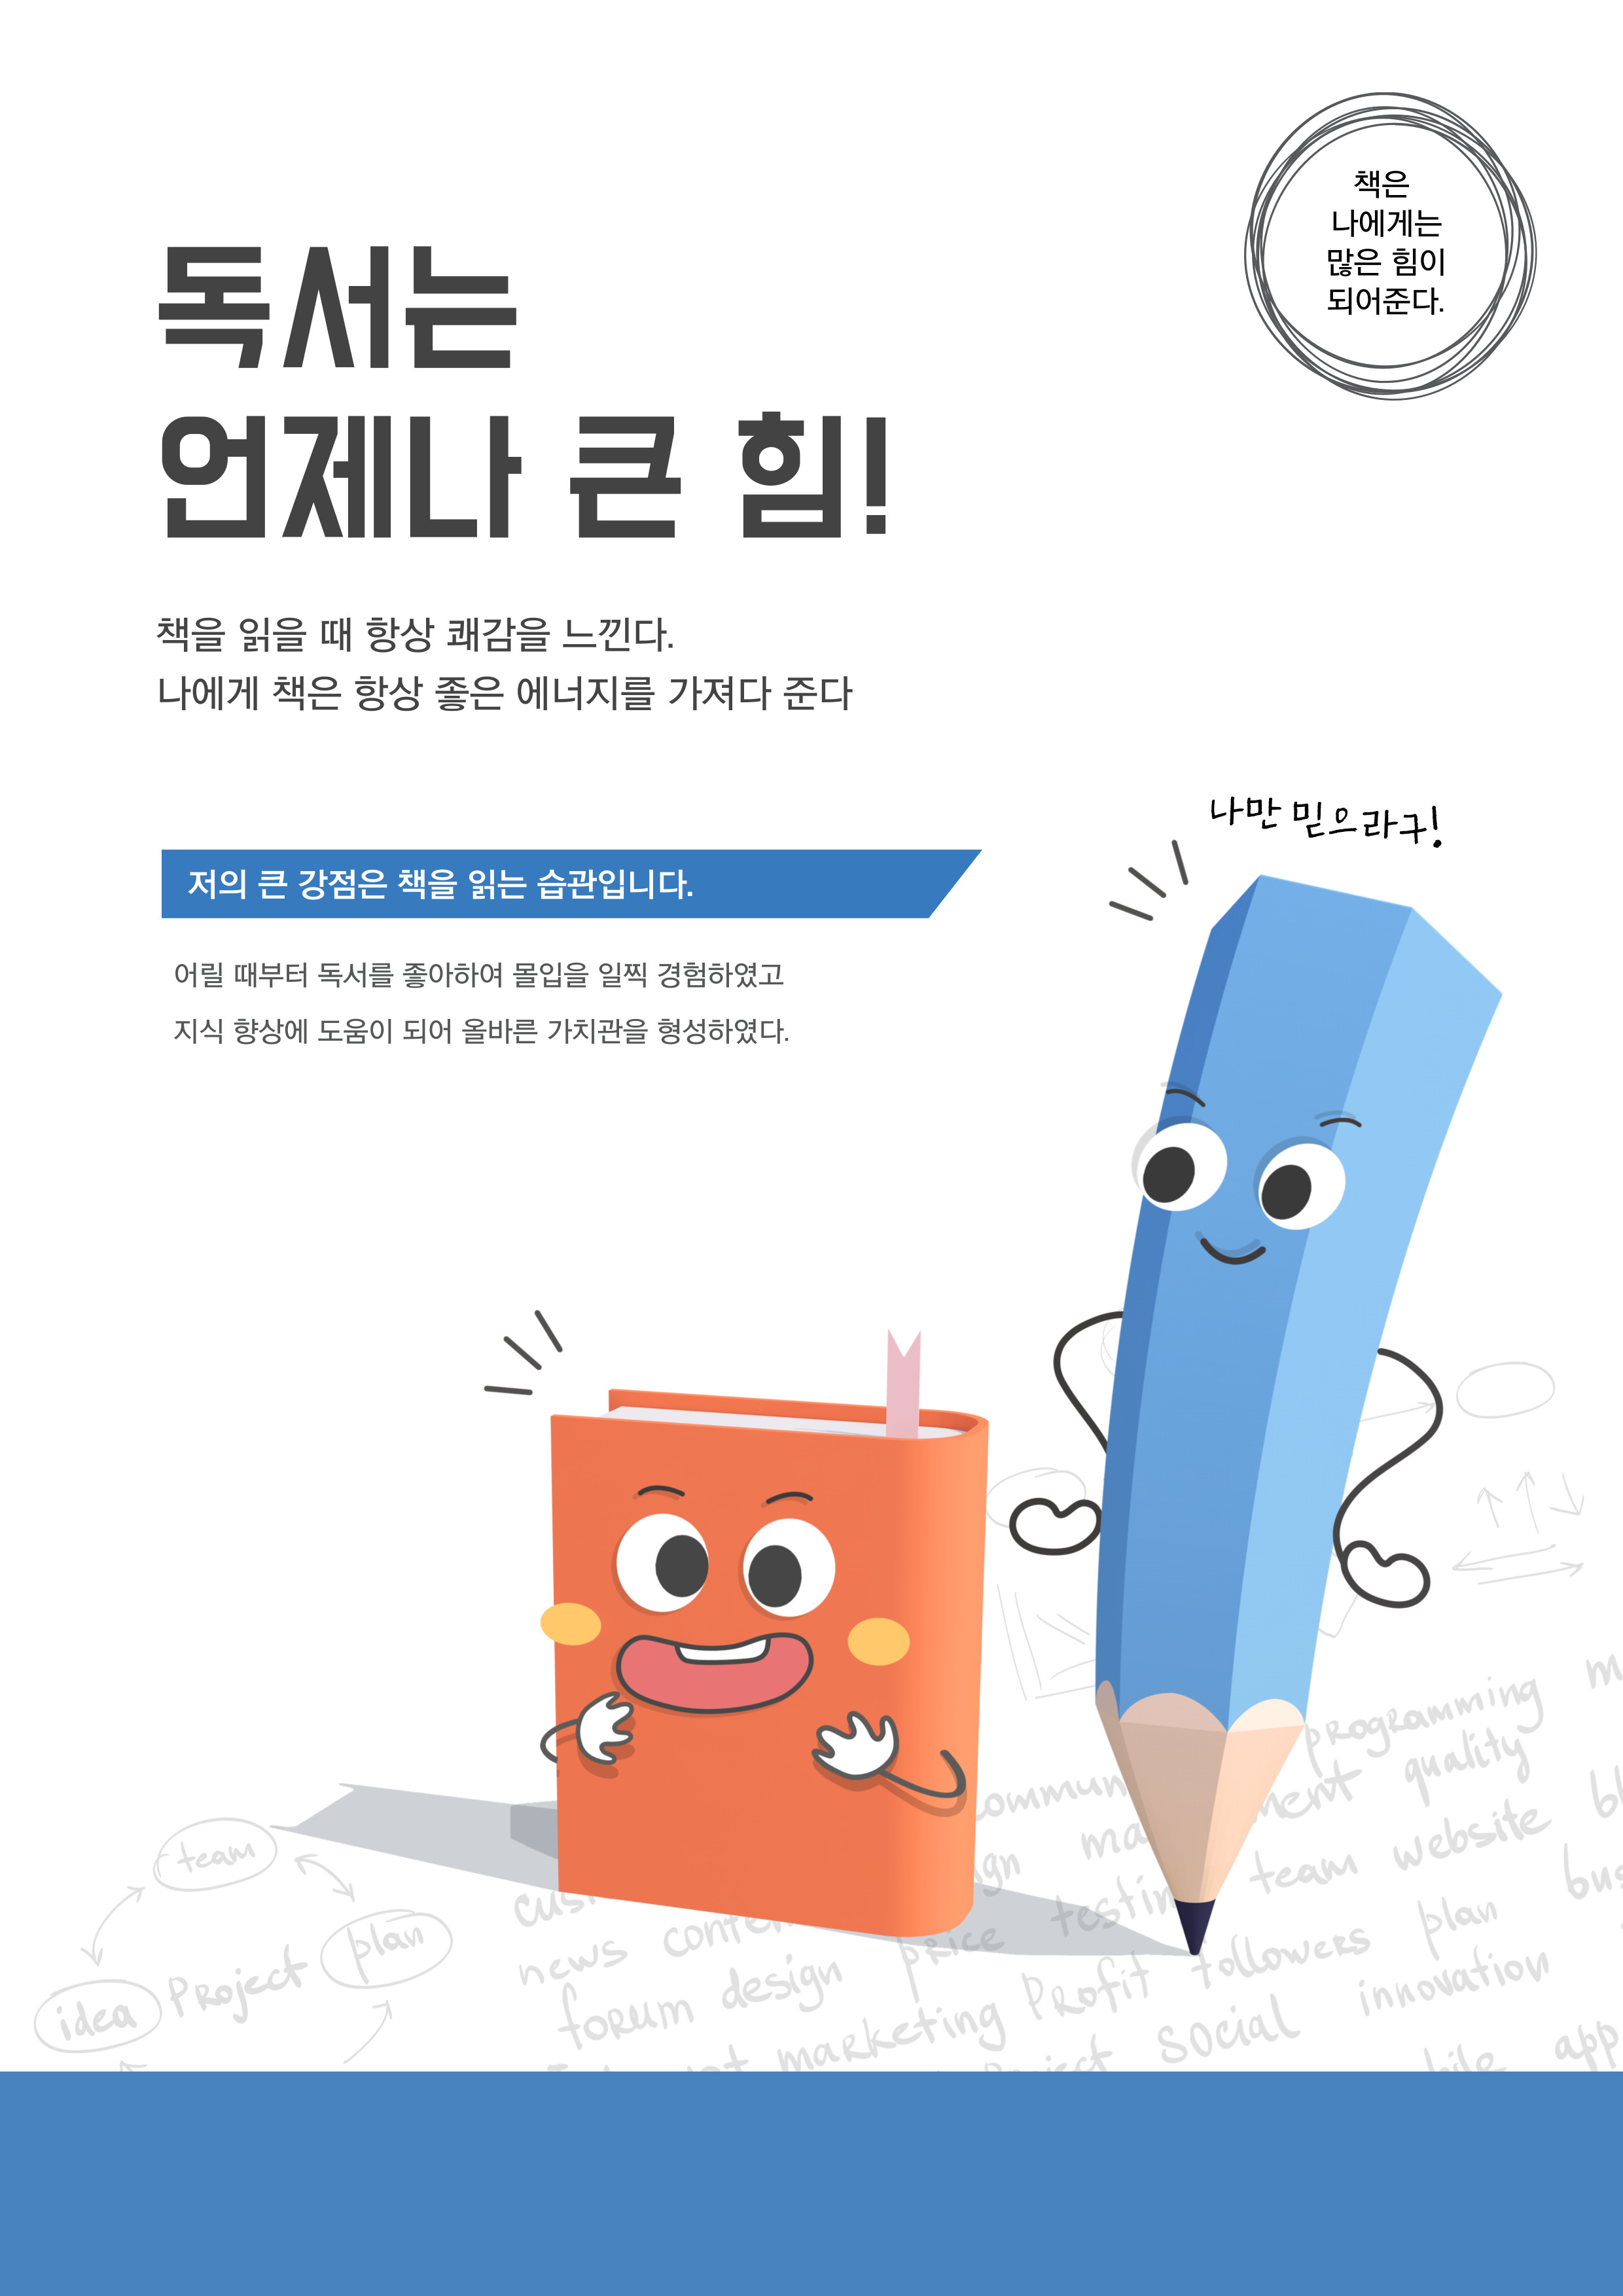 책은
나에게는
많은 힘이
되어준다.
독서는
언제나 큰 힘!
책을 읽을 때 항상 쾌감을 느낀다.
나에게 책은 항상 좋은 에너지를 가져다 준다
나만 믿으라구!
저의 큰 강점은 책을 읽는 습관입니다.
어릴 때부터 독서를 좋아하여 몰입을 일찍 경험하였고
지식 향상에 도움이 되어 올바른 가치관을 형성하였다.
programming
quality
team website
testing
price
team
plan
idea Project
news
forum design
Profit followers plan
marketing
social innovation
app